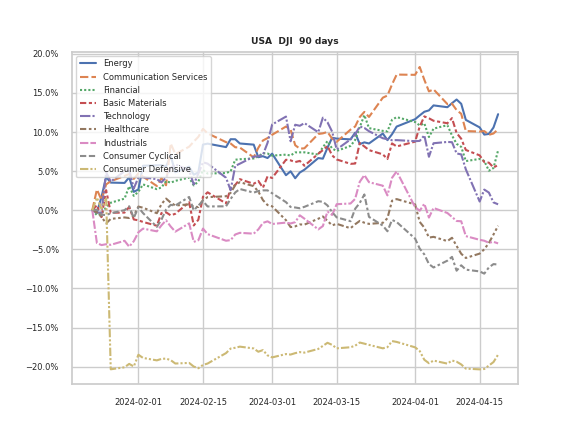 USA DJI 90 days
20.0%
15.0%
10.0%
5.0%
0.0%
−5.0%
−10.0%
−15.0%
−20.0%
Energy
Communication Services
Financial
Basic Materials
Technology
Healthcare
Industrials
Consumer Cyclical
Consumer Defensive
2024-02-01
2024-02-15
2024-03-01
2024-03-15
2024-04-01
2024-04-15